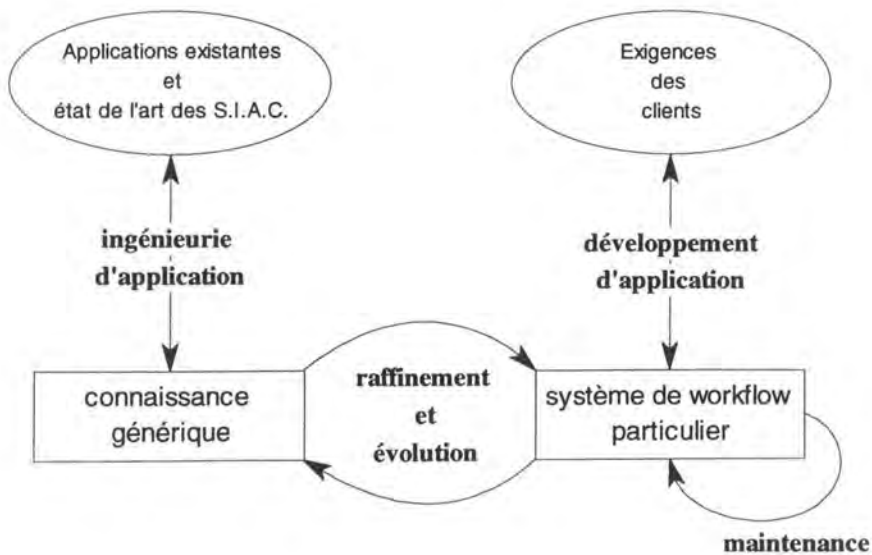 Applications existantes
et
état de l'art des S.I.A.C.
Exigences
des
clients
ingénieurie
d'application
développement
d'application
connaissance
générique
raffinement
et
évolution
système de workflow
particulier
maintenance